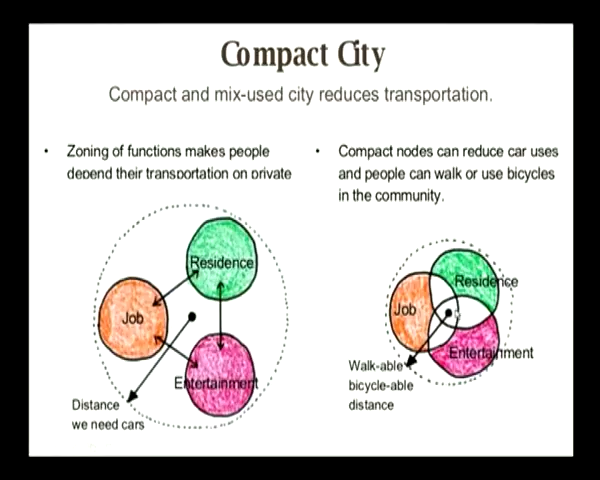 Compact City
Compact and mix-used city reduces transportation.
• Zoning of functions makes people
depend their transportation on private
• Compact nodes can reduce car uses
and people can walk or use bicycles
in the community.
Residence
Job
Entertainment
Distance
we need cars
Residence
Job
Entertainment
Walk-able
bicycle-able
distance